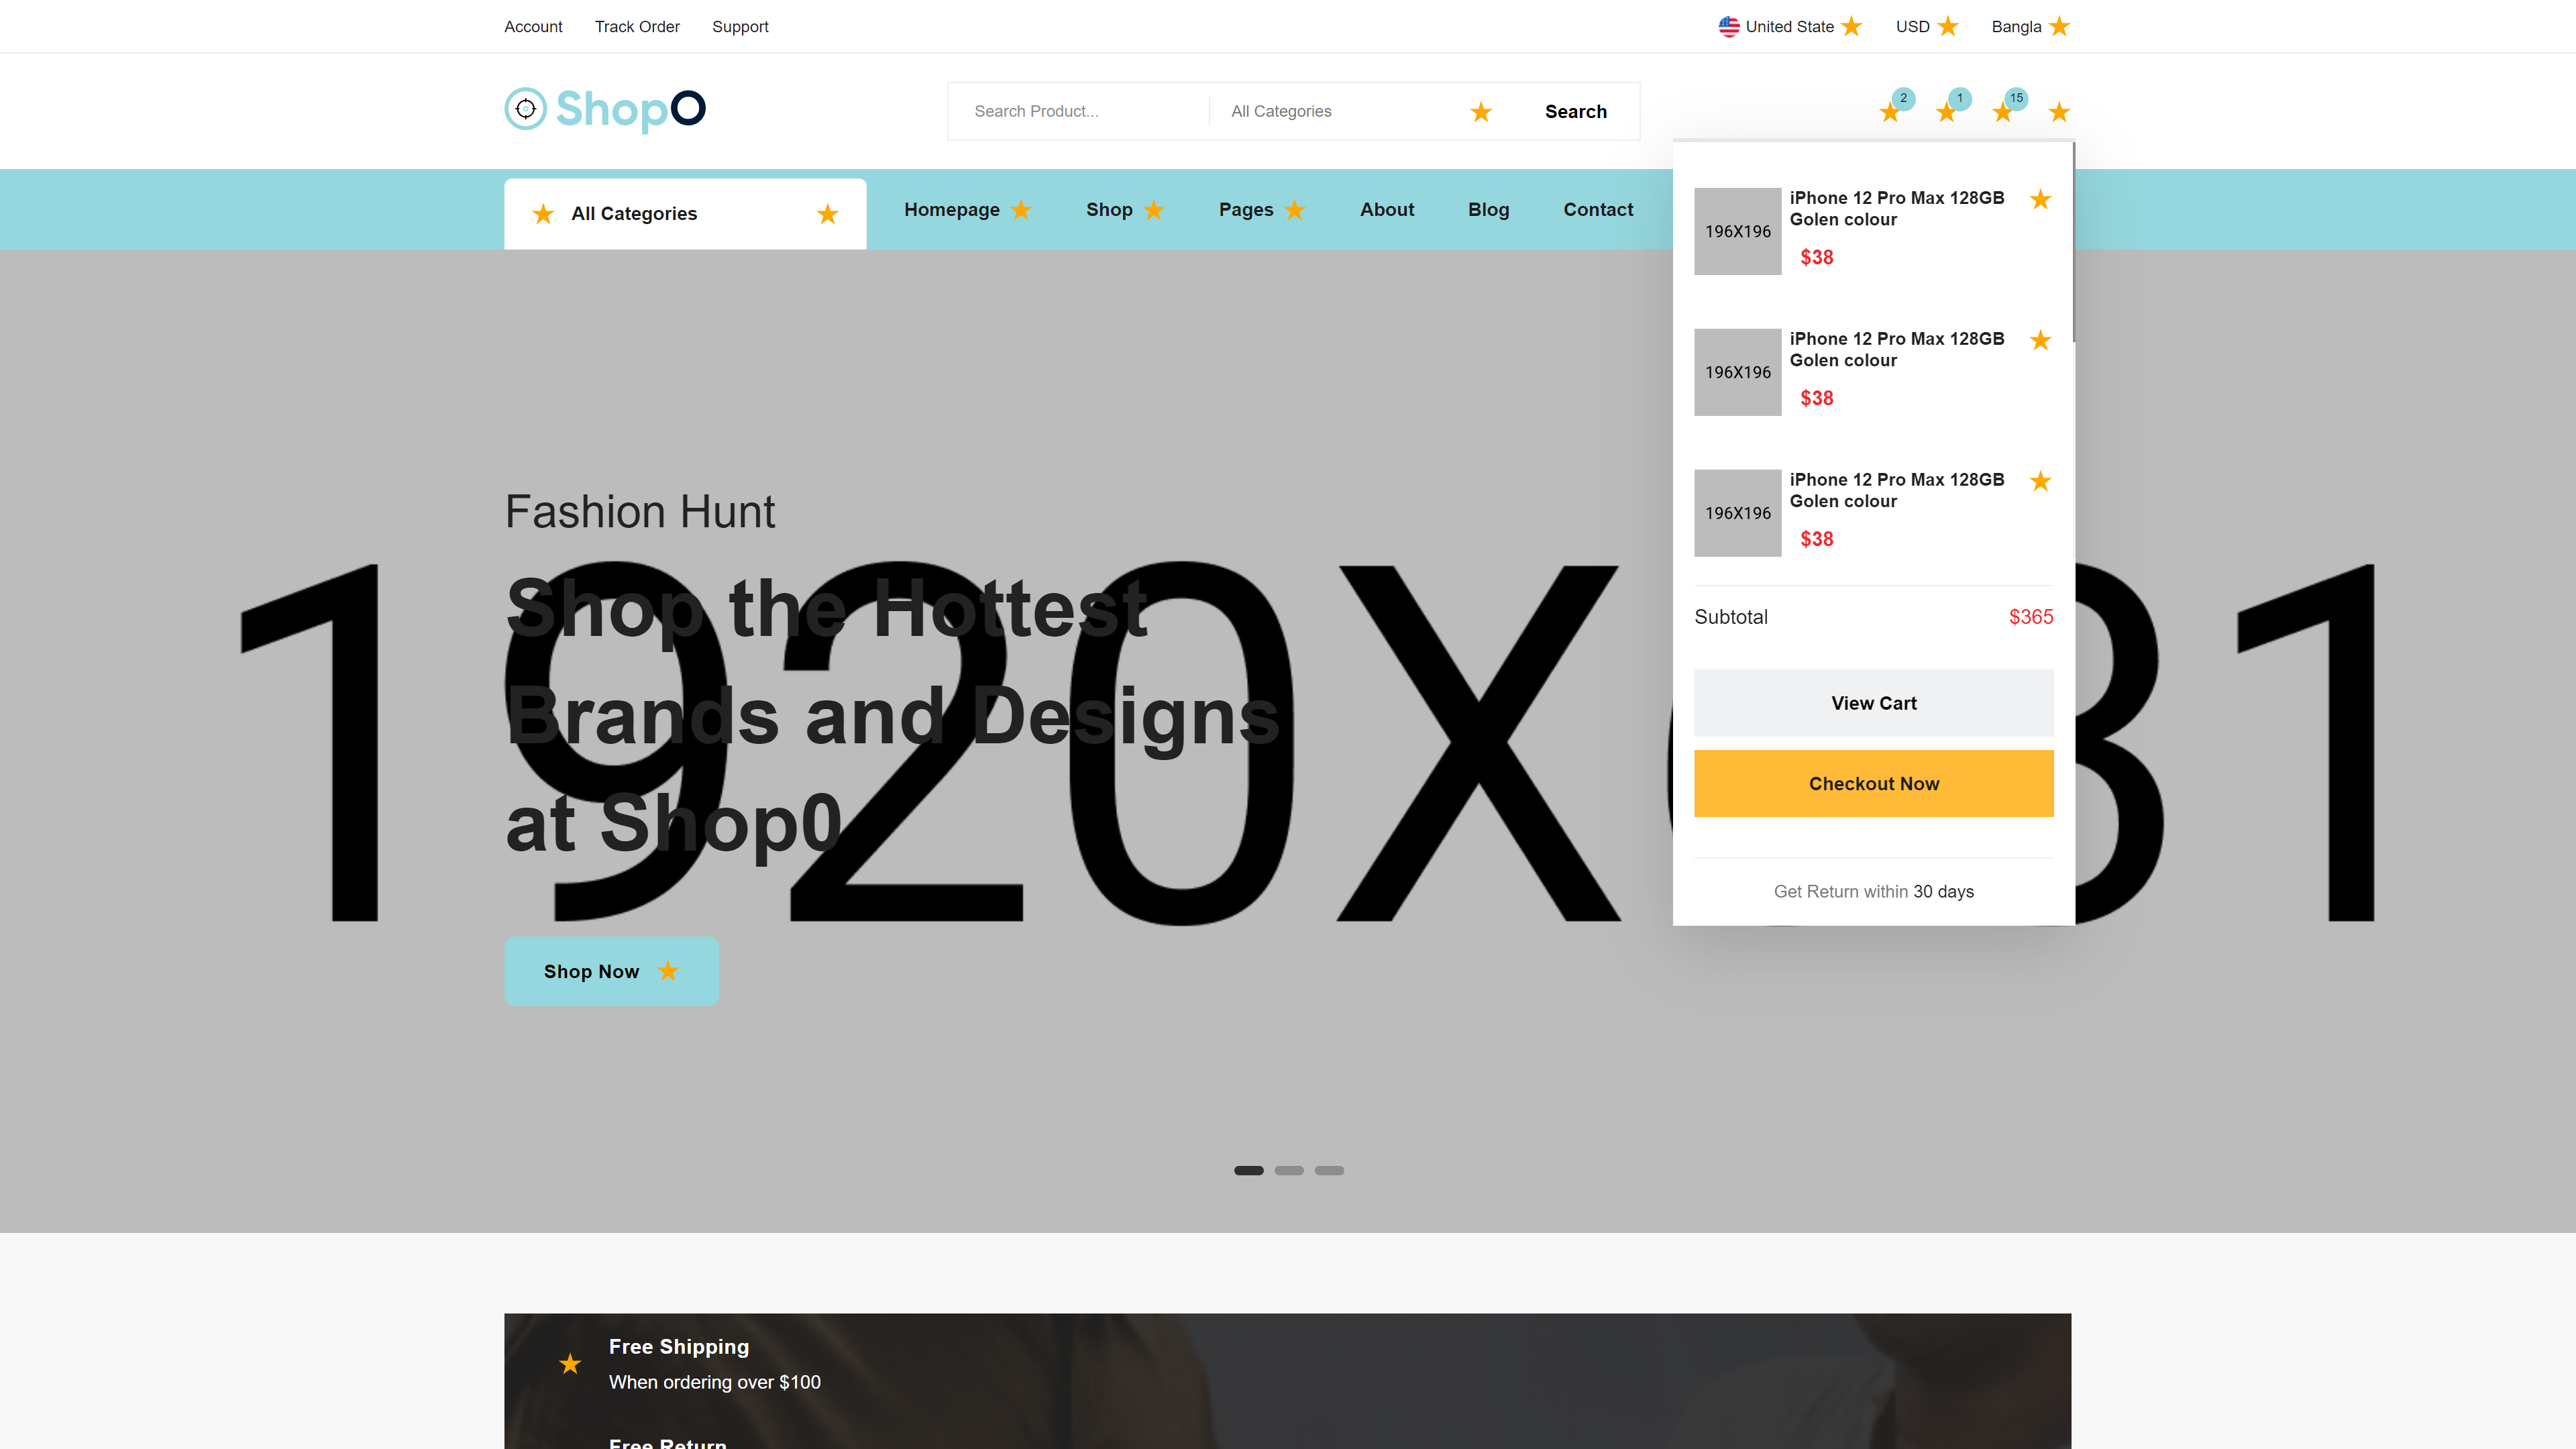 Account Track Order Support United State USD Bangla
ShopO
Search Product... All Categories Search 2 1 15
All Categories Homepage Shop Pages About Blog Contact
iPhone 12 Pro Max 128GB
Golen colour
196X196
$38
iPhone 12 Pro Max 128GB
Golen colour
196X196
$38
iPhone 12 Pro Max 128GB
Golen colour
196X196
$38
Subtotal $365
View Cart
Checkout Now
Get Return within 30 days
Fashion Hunt
Shop the Hottest
Brands and Designs
at Shop0
Shop Now
Free Shipping
When ordering over $100
Free Return